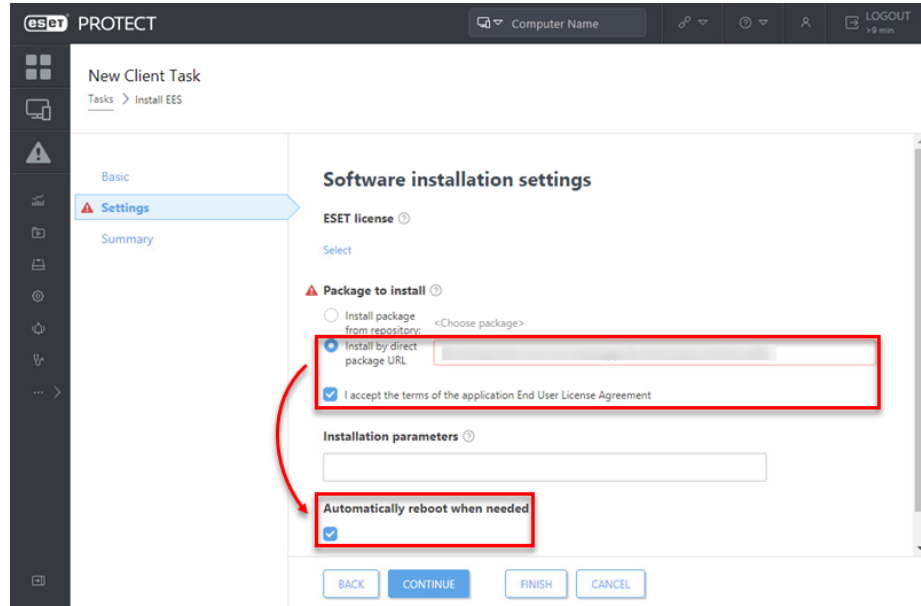 eset PROTECT
Computer Name
LOGOUT
>9 min
New Client Task
Tasks > Install EES
Basic
Settings
Summary
Software installation settings
ESET license
Select
Package to install
Install package
from repository:
<Choose package>
Install by direct
package URL
I accept the terms of the application End User License Agreement
Installation parameters
Automatically reboot when needed
BACK
CONTINUE
FINISH
CANCEL